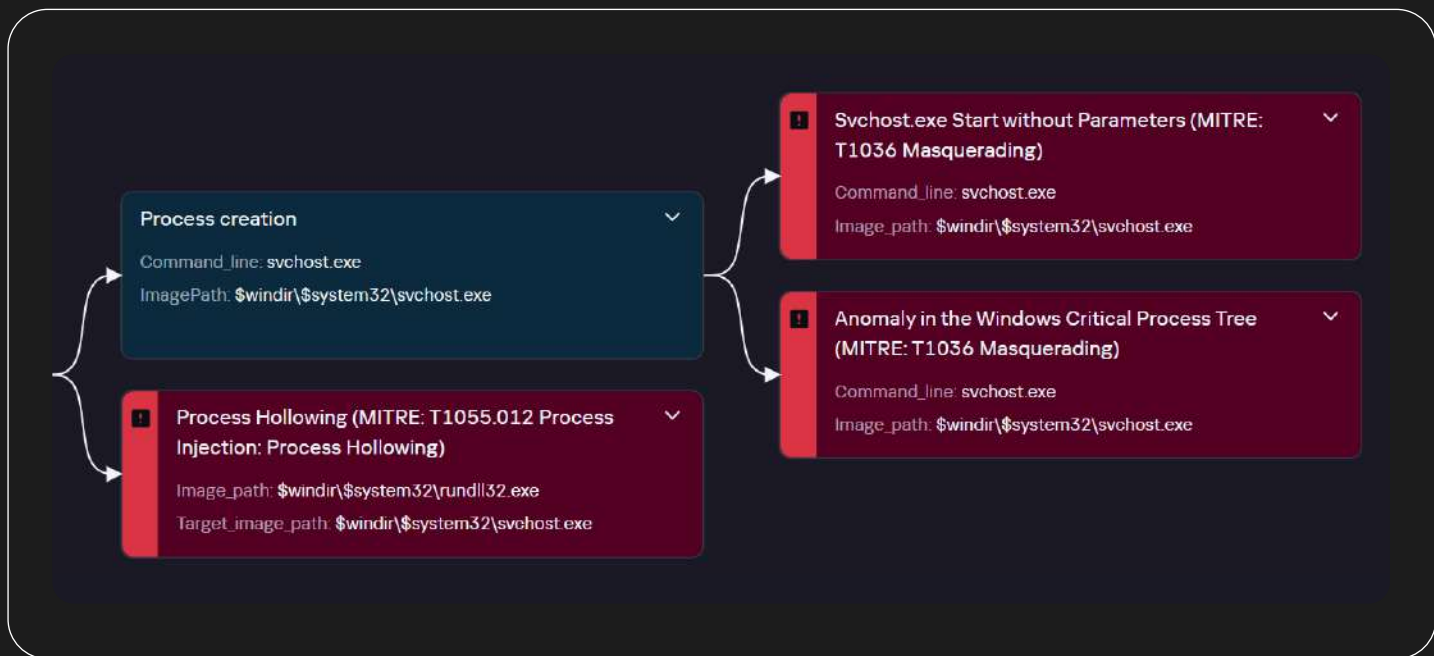 Process creation
Command_line: svchost.exe
ImagePath: $windir\$system32\svchost.exe
Process Hollowing (MITRE: T1055.012 Process
Injection: Process Hollowing)
Image_path: $windir\$system32\rundll32.exe
Target_image_path: $windir\$system32\svchost.exe
Svchost.exe Start without Parameters (MITRE:
T1036 Masquerading)
Command_line: svchost.exe
Image_path: $windir\$system32\svchost.exe
Anomaly in the Windows Critical Process Tree
(MITRE: T1036 Masquerading)
Command_line: svchost.exe
Image_path: $windir\$system32\svchost.exe